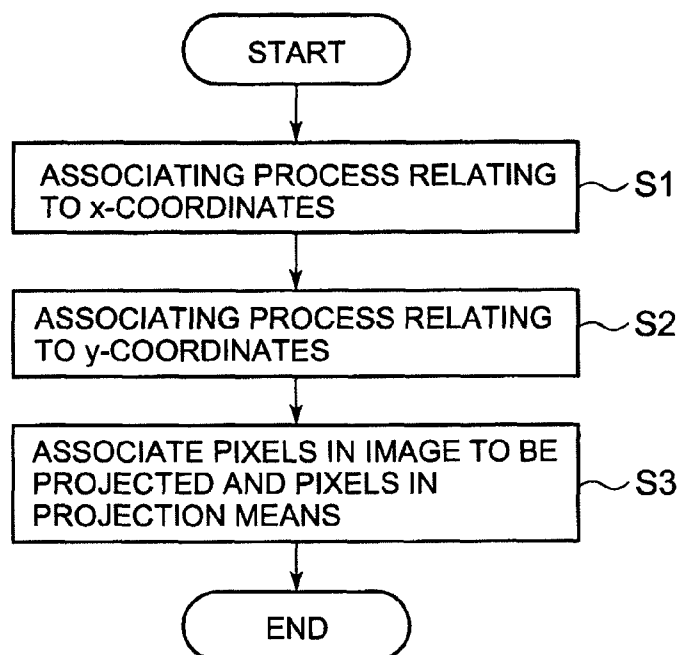 START
ASSOCIATING PROCESS RELATING
TO x-COORDINATES
S1
ASSOCIATING PROCESS RELATING
TO y-COORDINATES
S2
ASSOCIATE PIXELS IN IMAGE TO BE
PROJECTED AND PIXELS IN
PROJECTION MEANS
S3
END